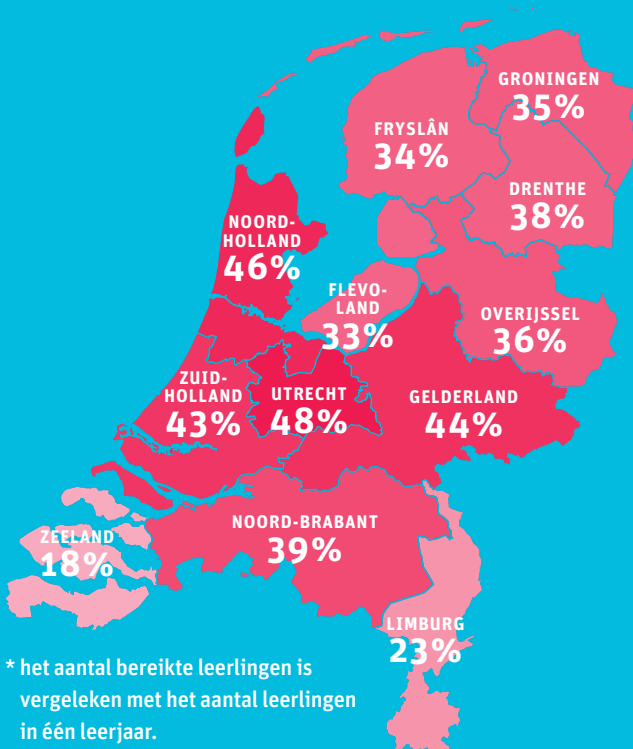 GRONINGEN
35%
FRYSLÂN
34%
DRENTHE
38%
NOORD-
HOLLAND
46%
FLEVO-
LAND
33%
OVERIJSSEL
36%
ZUID-
HOLLAND
43%
UTRECHT
48%
GELDERLAND
44%
NOORD-BRABANT
39%
ZEELAND
18%
LIMBURG
23%
* het aantal bereikte leerlingen is
vergeleken met het aantal leerlingen
in één leerjaar.